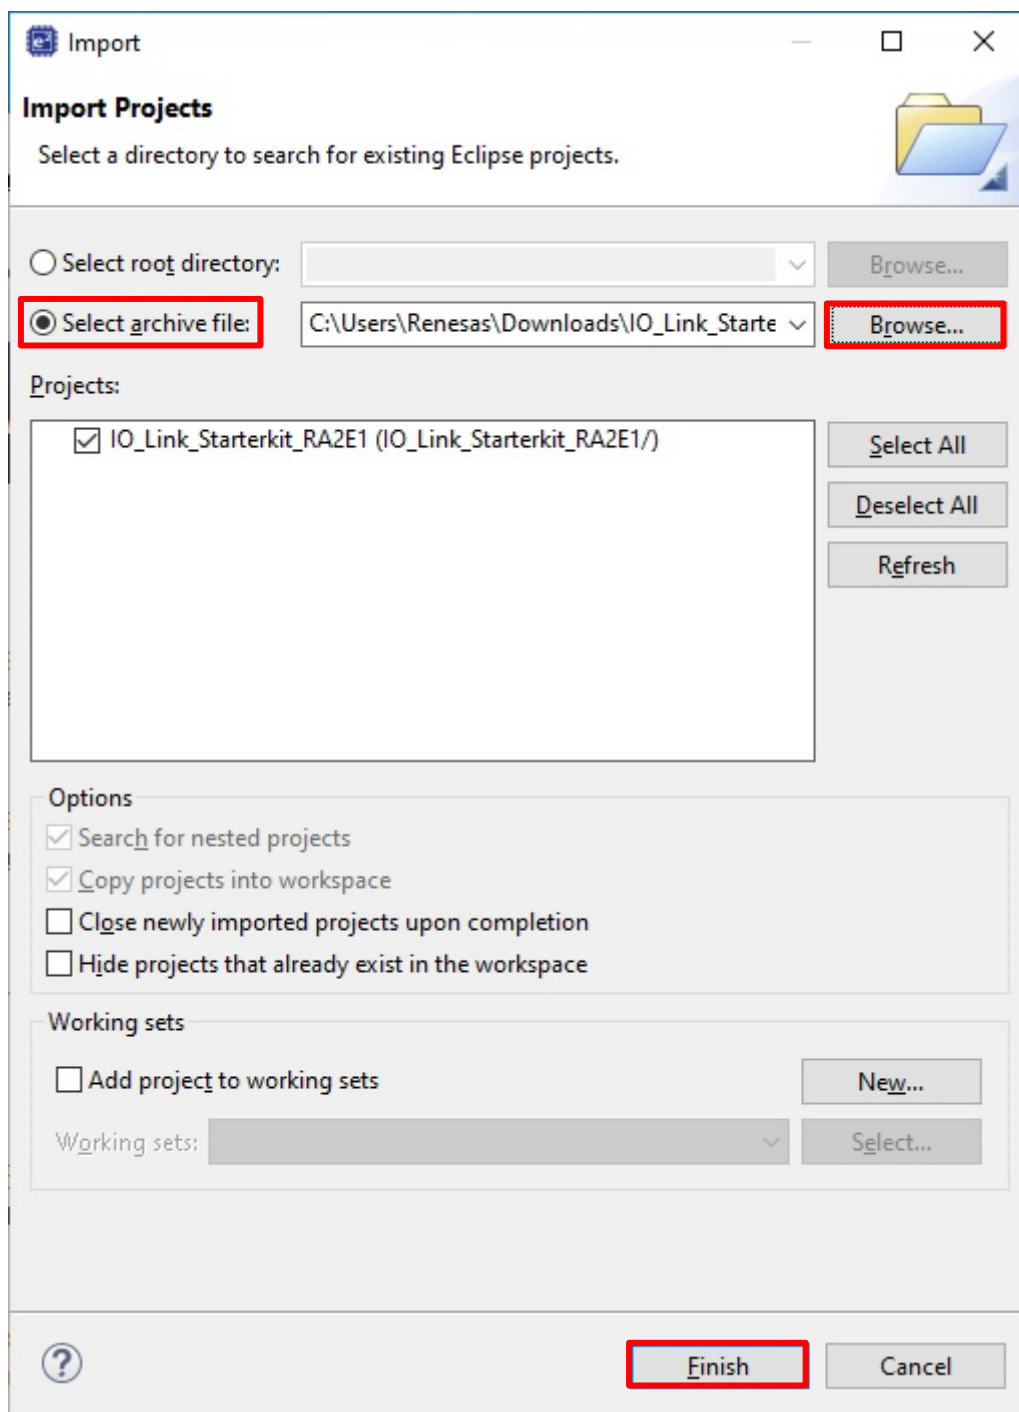 Import
Import Projects
Select a directory to search for existing Eclipse projects.
Select root directory: Browse...
Select archive file: C:\Users\Renesas\Downloads\IO_Link_Starte Browse...
Projects:
IO_Link_Starterkit_RA2E1 (IO_Link_Starterkit_RA2E1/)
Select All
Deselect All
Refresh
Options
Search for nested projects
Copy projects into workspace
Close newly imported projects upon completion
Hide projects that already exist in the workspace
Working sets
Add project to working sets New...
Working sets: Select...
? Finish Cancel